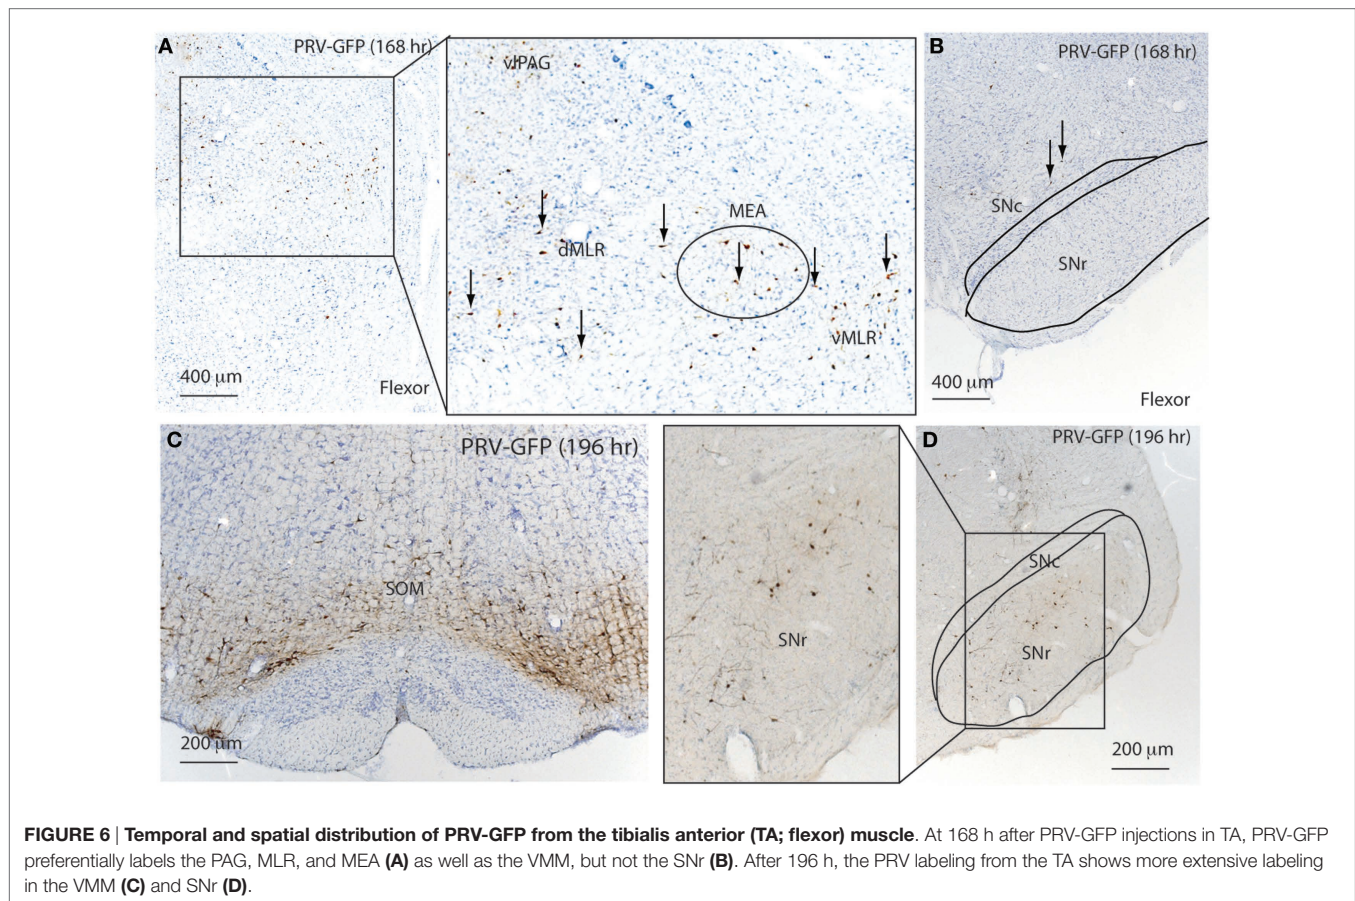 A
PRV-GFP (168 hr)
400 µm
Flexor
vlPAG
MEA
dMLR
vMLR
B
PRV-GFP (168 hr)
SNc
SNr
400 µm
Flexor
C
PRV-GFP (196 hr)
SOM
200 µm
SNr
D
PRV-GFP (196 hr)
SNc
SNr
200 µm
FIGURE 6 | Temporal and spatial distribution of PRV-GFP from the tibialis anterior (TA; flexor) muscle. At 168 h after PRV-GFP injections in TA, PRV-GFP
preferentially labels the PAG, MLR, and MEA (A) as well as the VMM, but not the SNr (B). After 196 h, the PRV labeling from the TA shows more extensive labeling
in the VMM (C) and SNr (D).